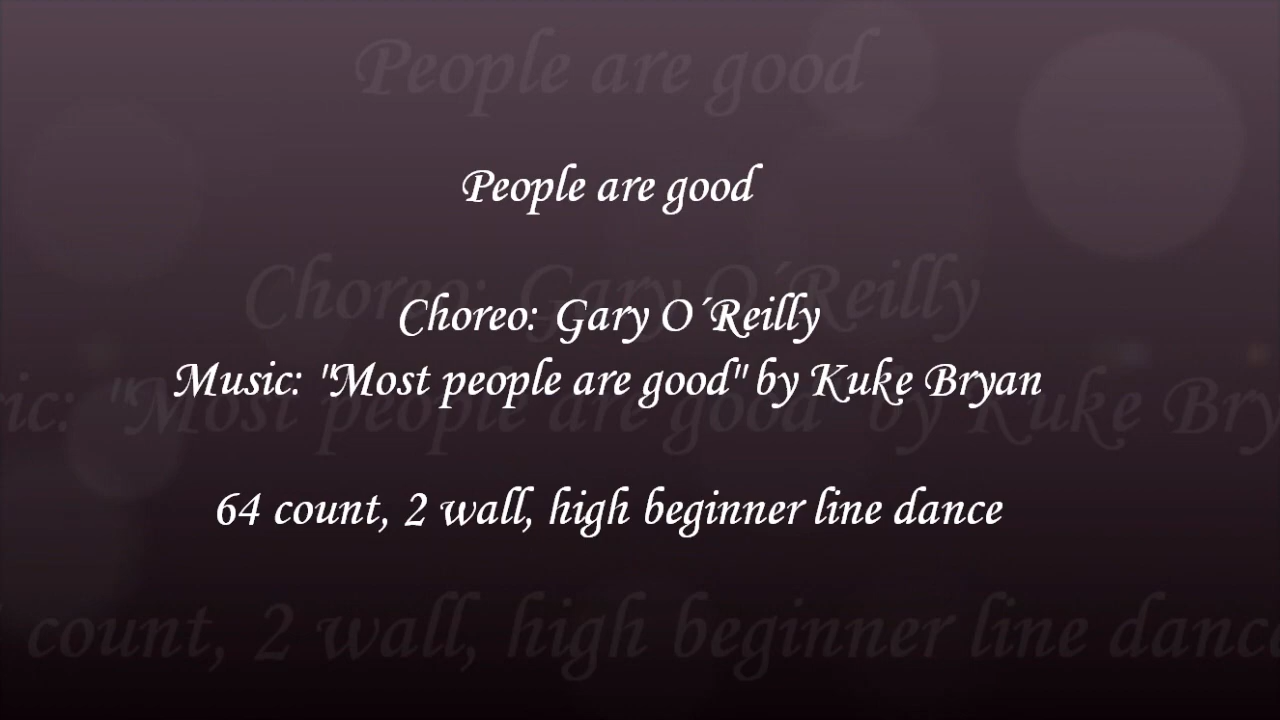 People are good
Choreo: Gary O´Reilly
Music: "Most people are good" by Kuke Bryan
64 count, 2 wall, high beginner line dance